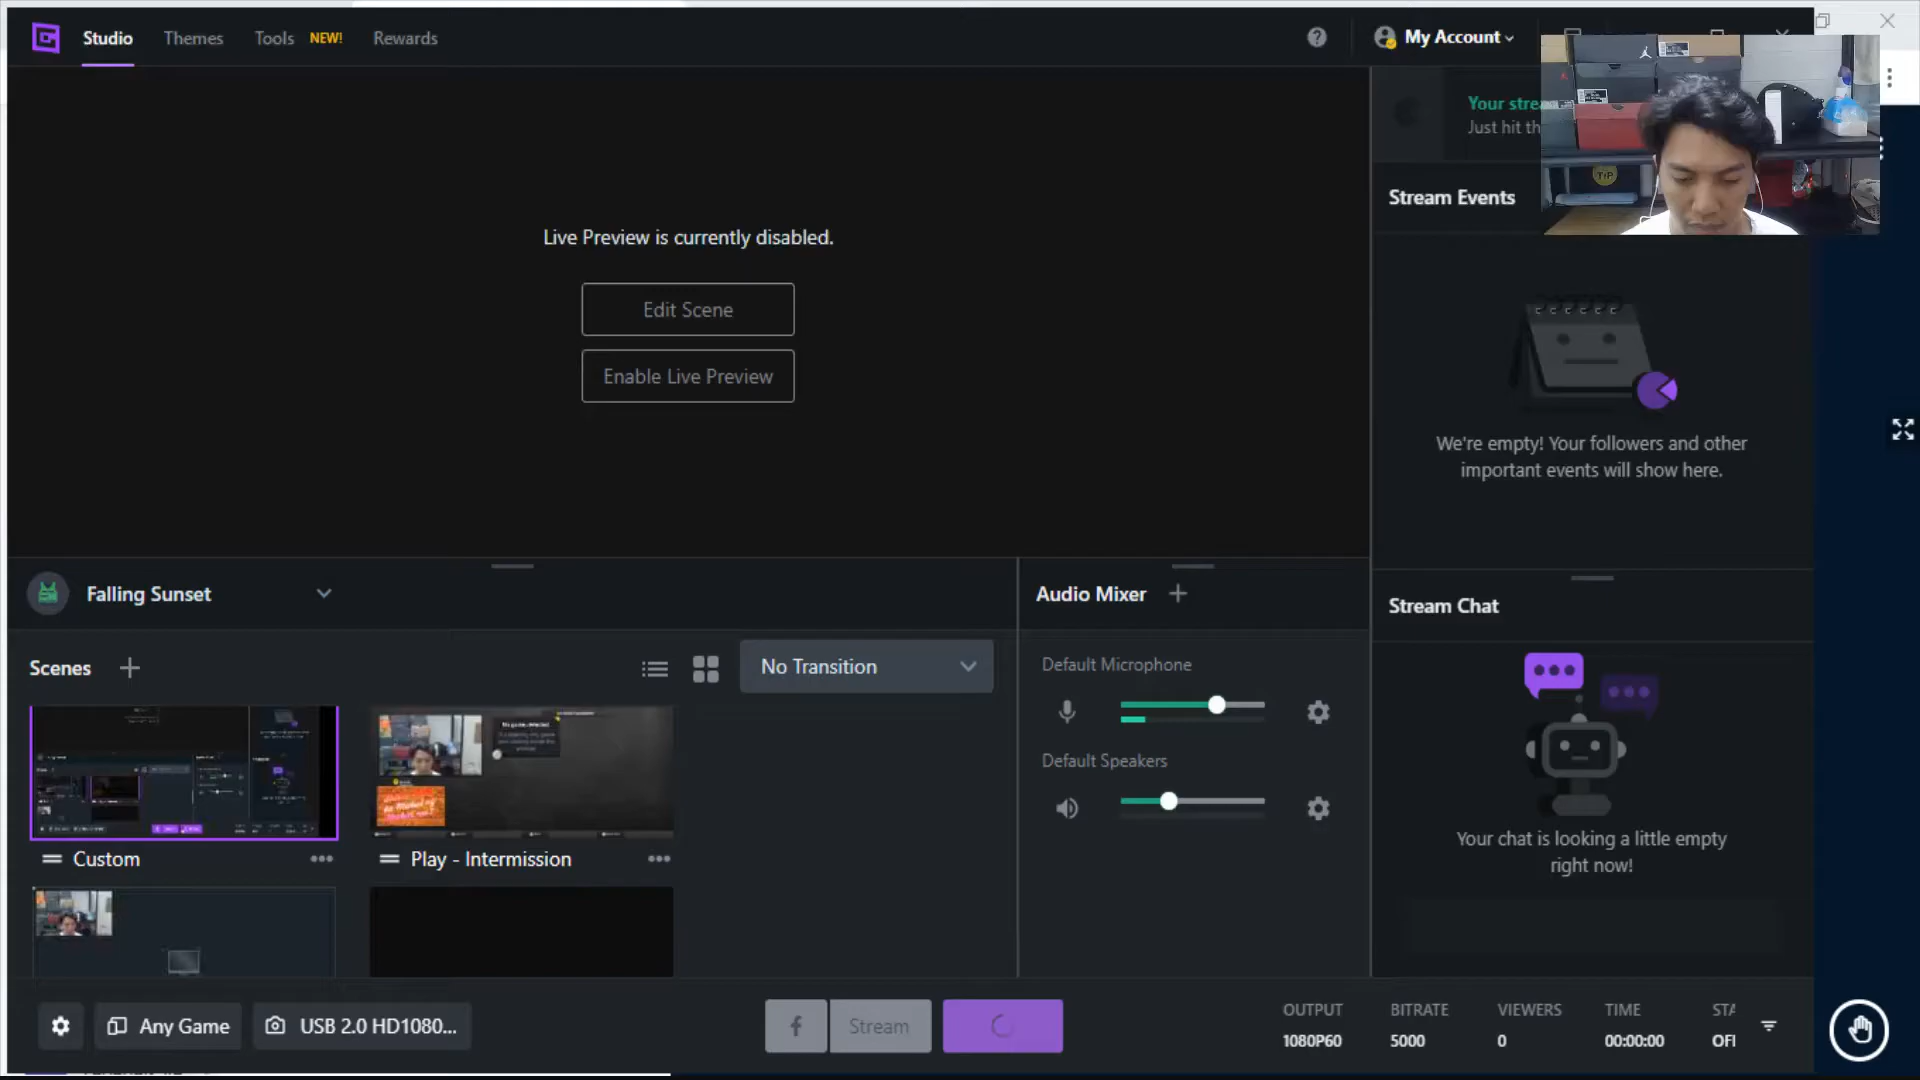 Studio
Themes
Tools NEW!
Rewards
My Account
Your stre
Just hit th
Stream Events
TiP
Live Preview is currently disabled.
Edit Scene
Enable Live Preview
We're empty! Your followers and other
important events will show here.
Falling Sunset
Audio Mixer
Stream Chat
Scenes
No Transition
Default Microphone
Default Speakers
Your chat is looking a little empty
right now!
Custom
Play - Intermission
Any Game
USB 2.0 HD1080...
Stream
OUTPUT
1080P60
BITRATE
5000
VIEWERS
0
TIME
00:00:00
STA
OFI